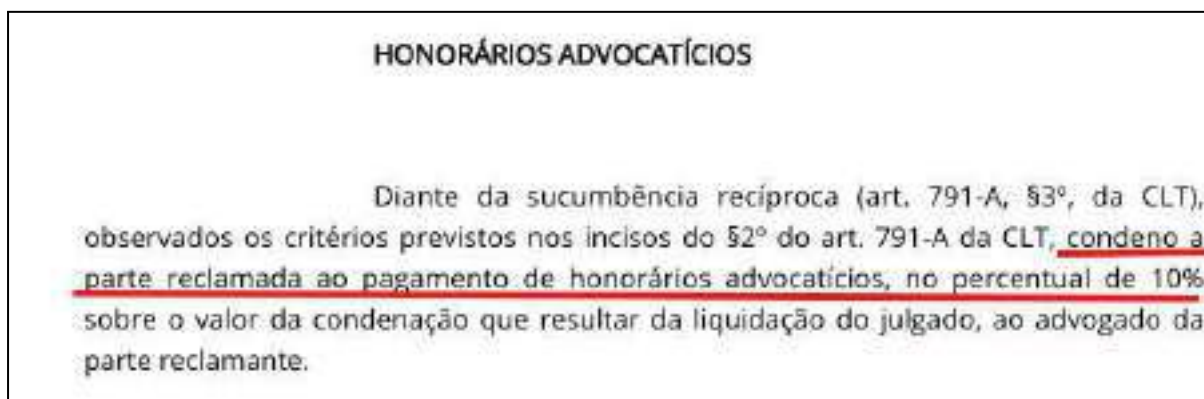 HONORÁRIOS ADVOCATÍCIOS
Diante da sucumbência recíproca (art. 791-A, §3º, da CLT),
observados os critérios previstos nos incisos do §2º do art. 791-A da CLT, condeno a
parte reclamada ao pagamento de honorários advocatícios, no percentual de 10%
sobre o valor da condenação que resultar da liquidação do julgado, ao advogado da
parte reclamante.